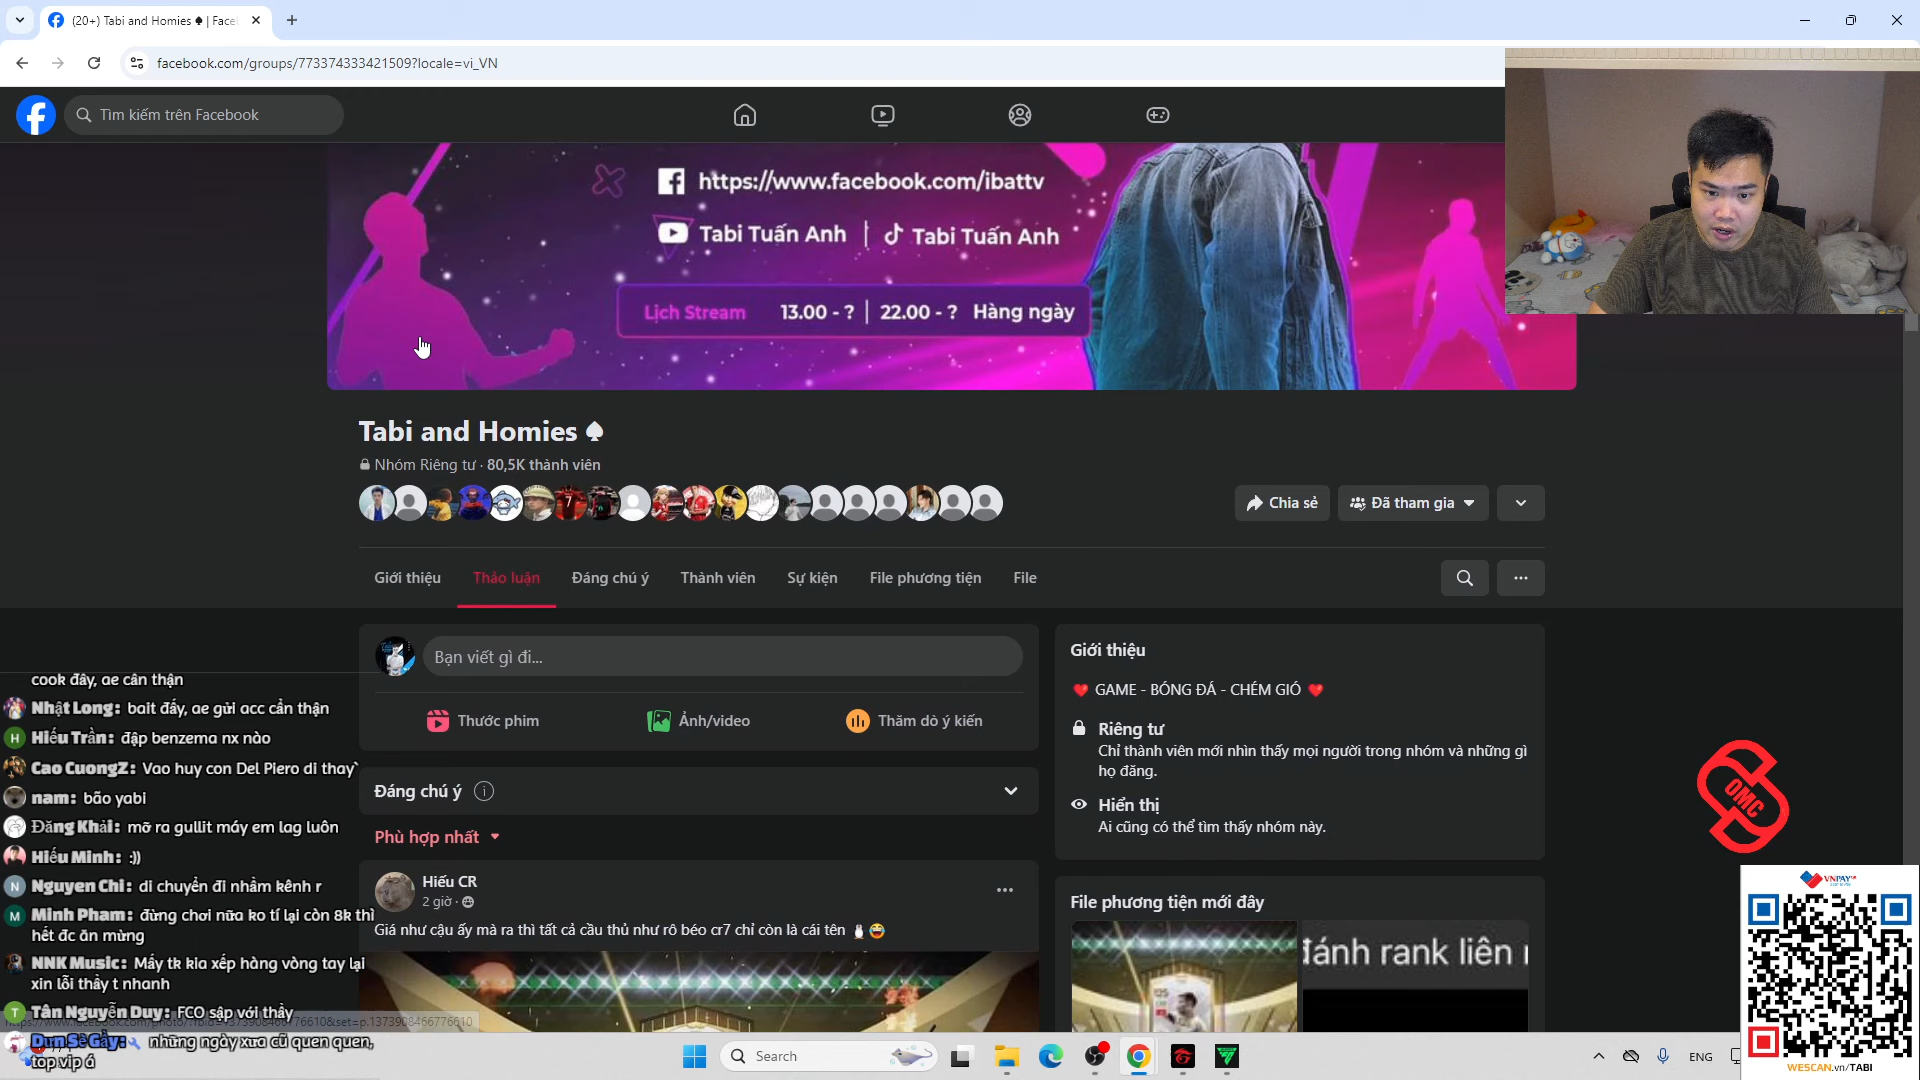 (20+) Tabi and Homies ♠ | Face
facebook.com/groups/773374333421509?locale=vi_VN
Tìm kiếm trên Facebook
https://www.facebook.com/ibattv
Tabi Tuấn Anh | Tabi Tuấn Anh
Lịch Stream 13.00 - ? | 22.00 - ? Hàng ngày
Tabi and Homies ♠
Nhóm Riêng tư · 80,5K thành viên
Chia sẻ
Đã tham gia
Giới thiệu
Thảo luận
Đáng chú ý
Thành viên
Sự kiện
File phương tiện
File
Bạn viết gì đi...
Thước phim
Ảnh/video
Thăm dò ý kiến
Đáng chú ý
Phù hợp nhất
Hiếu CR
2 giờ
Giá như cậu ấy mà ra thì tất cả cầu thủ như rô béo cr7 chỉ còn là cái tên
Giới thiệu
GAME - BÓNG ĐÁ - CHÉM GIÓ
Riêng tư
Chỉ thành viên mới nhìn thấy mọi người trong nhóm và những gì
họ đăng.
Hiển thị
Ai cũng có thể tìm thấy nhóm này.
File phương tiện mới đây
đánh rank liên
cook đây, ae cân thận
Nhật Long: bait đấy, ae gửi acc cẩn thận
Hiếu Trần: đập benzema nx nào
Cao CuongZ: Vao huy con Del Piero di thay`
nam: bão yabi
Đăng Khải: mở ra gullit máy em lag luôn
Hiếu Minh: :))
Nguyen Chi: di chuyển đi nhầm kênh r
Minh Pham: đừng chơi nữa ko tí lại còn 8k thì
hết đc ăn mừng
NNK Music: Mấy tk kia xếp hàng vòng tay lại
xin lỗi thầy t nhanh
Tân Nguyễn Duy: FCO sập với thầy
những ngày xưa cũ quen quen,
top vip á
OMC
VNPAY
WESCAN.vn/TABI
Search
ENG